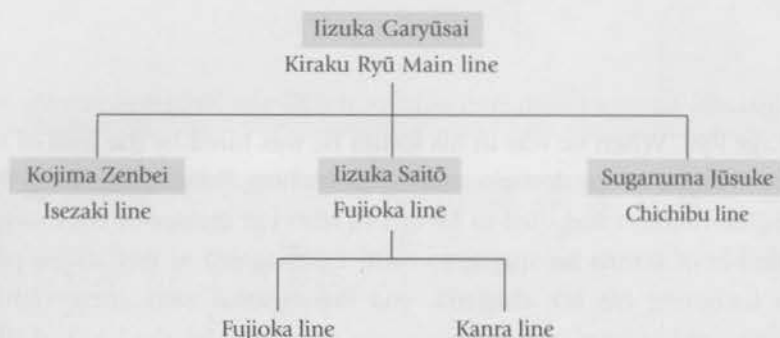 Iizuka Garyūsai
Kiraku Ryū Main line
Kojima Zenbei
Isezaki line
Iizuka Saitō
Fujioka line
Suganuma Jūsuke
Chichibu line
Fujioka line
Kanra line